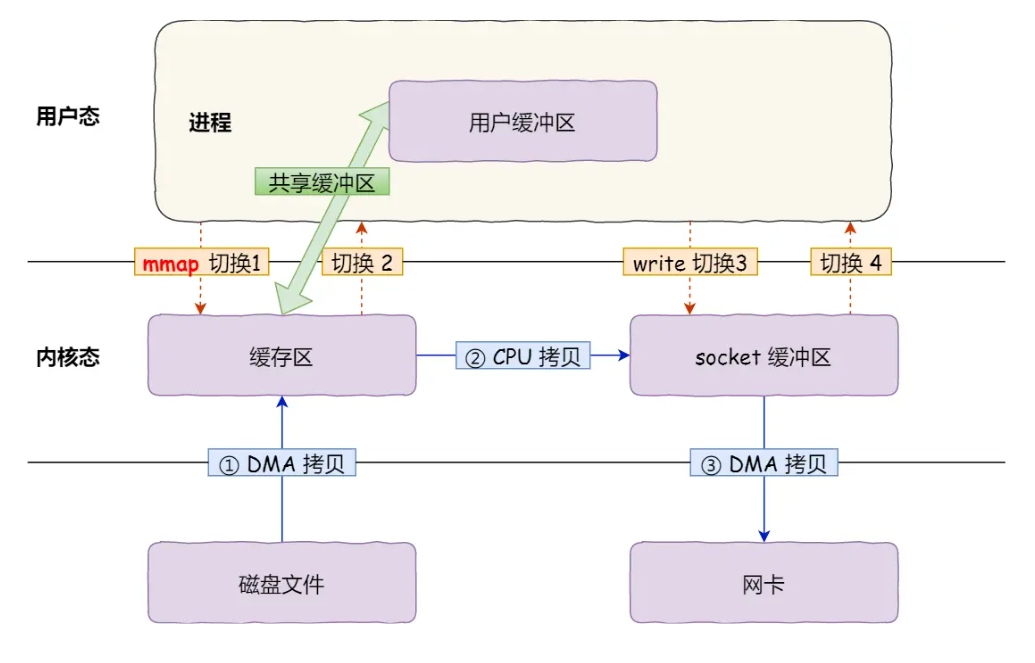 用户态
进程
用户缓冲区
共享缓冲区
mmap 切换1
切换 2
write 切换3
切换 4
内核态
缓存区
② CPU 拷贝
socket 缓冲区
① DMA 拷贝
③ DMA 拷贝
磁盘文件
网卡